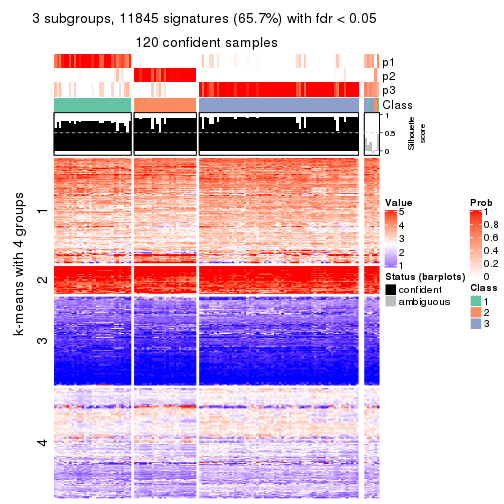 3 subgroups, 11845 signatures (65.7%) with fdr < 0.05
120 confident samples
p1
p2
p3
Class
1
0.5
0
Silhouette
score
k-means with 4 groups
1
2
3
4
Value
5
4
3
2
1
Status (barplots)
confident
ambiguous
Prob
1
0.8
0.6
0.4
0.2
0
Class
1
2
3